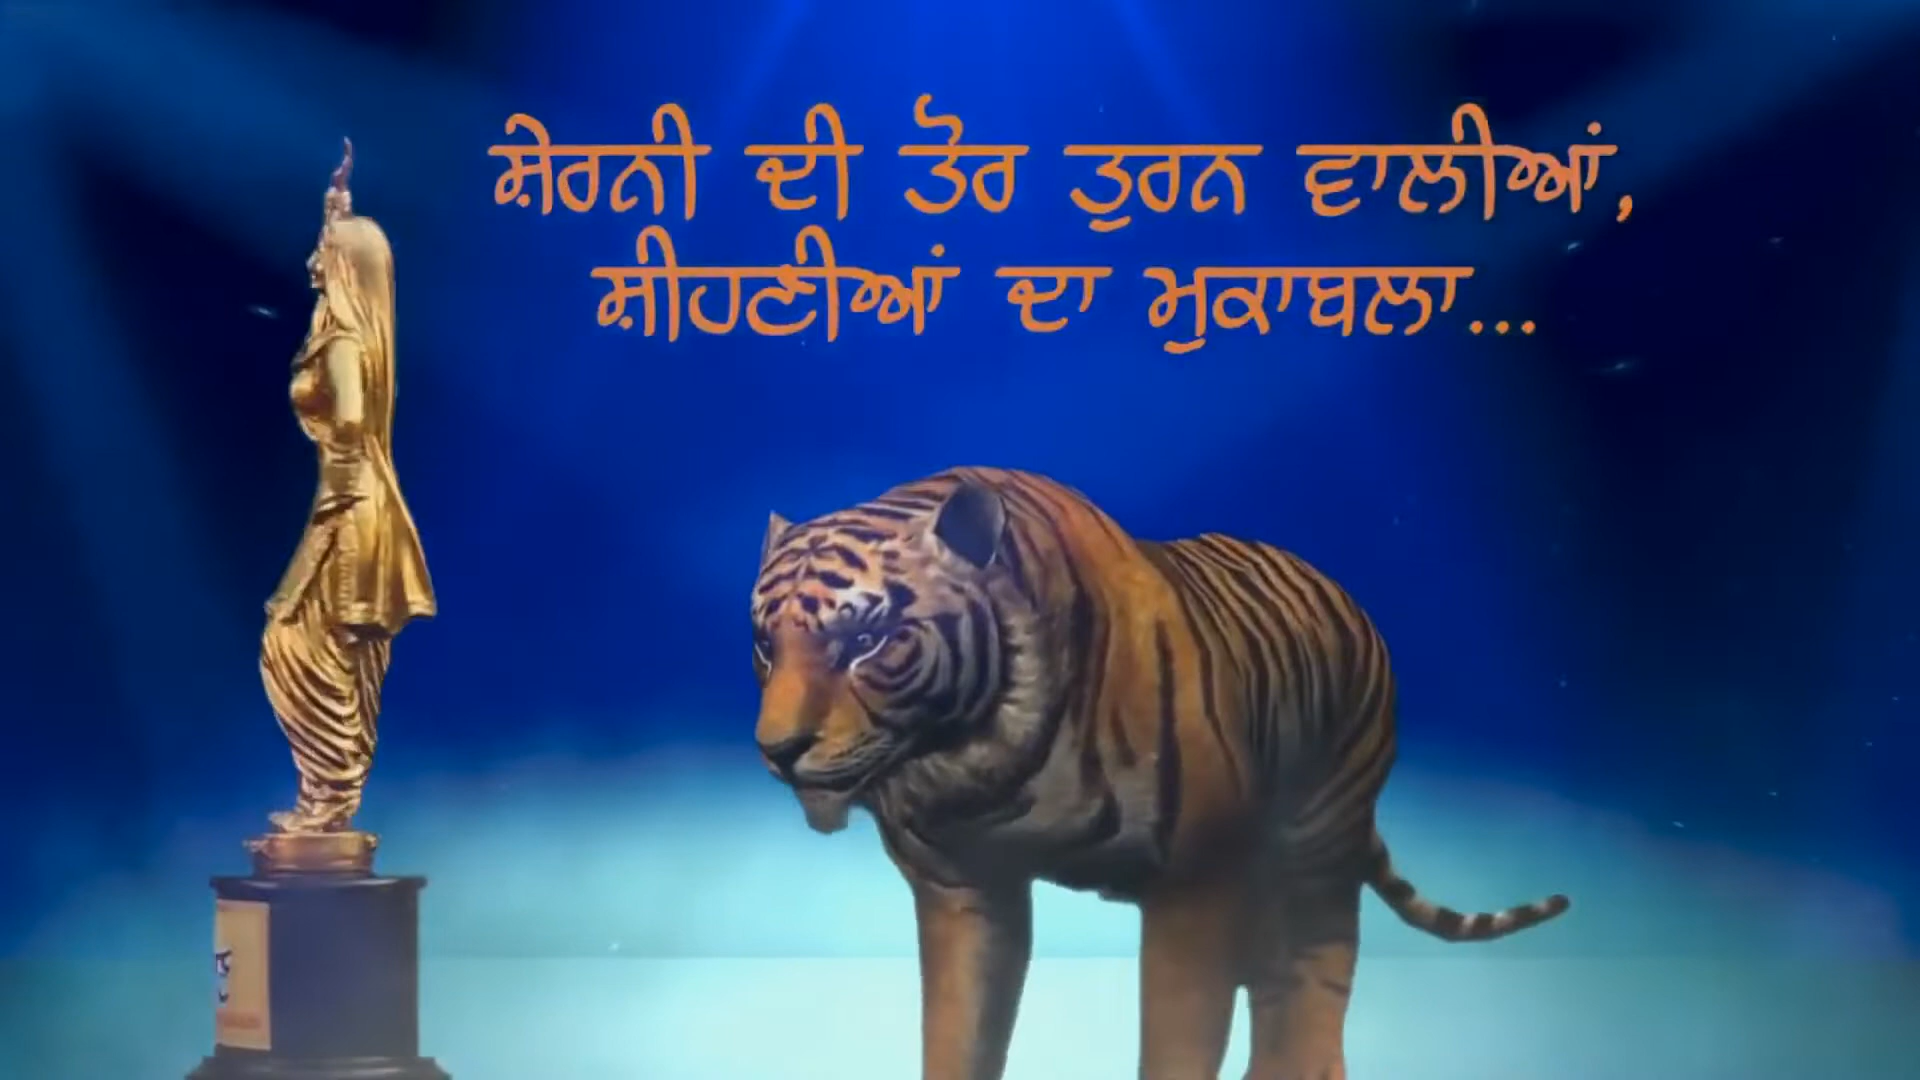 ਸ਼ੇਰਨੀ ਦੀ ਤੋਰ ਤੁਰਨ ਵਾਲੀਆਂ,
ਸ਼ੀਹਣੀਆਂ ਦਾ ਮੁਕਾਬਲਾ...